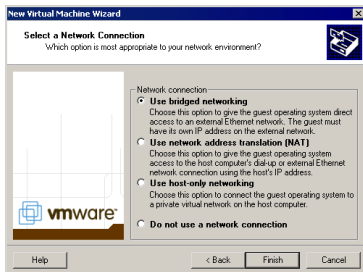 New Virtual Machine Wizard
Select a Network Connection
Which option is most appropriate to your network environment?
Network connection
Use bridged networking
Choose this option to give the guest operating system direct
access to an external Ethernet network. The guest must
have its own IP address on the external network.
Use network address translation (NAT)
Choose this option to give the guest operating system
access to the host computer's dial-up or external Ethernet
network connection using the host's IP address.
Use host-only networking
Choose this option to connect the guest operating system to
a private virtual network on the host computer.
Do not use a network connection
vmware
Help
< Back
Finish
Cancel